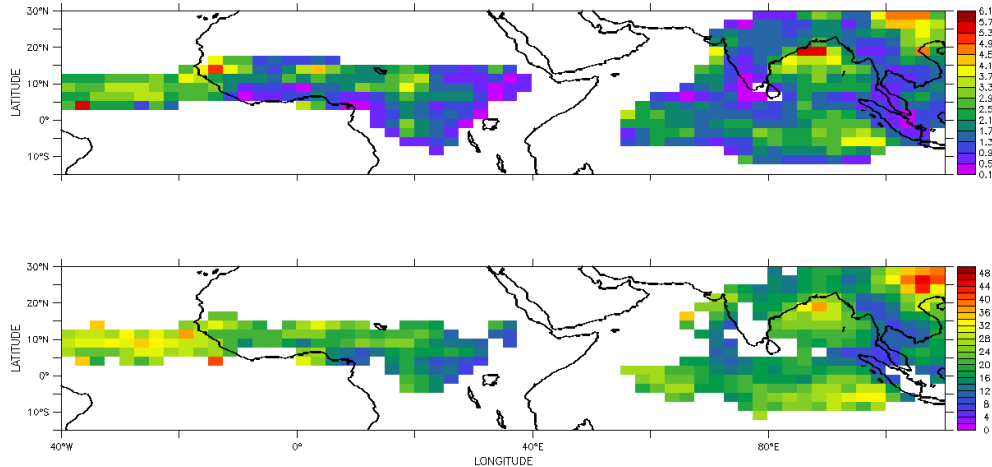 30°N
20°N
10°N
0°
10°S
LATITUDE
6.1
5.7
5.3
4.9
4.5
4.1
3.7
3.3
2.9
2.5
2.1
1.7
1.3
0.9
0.5
0.1
30°N
20°N
10°N
0°
10°S
LATITUDE
48
44
40
36
32
28
24
20
16
12
8
4
0
40°W
0°
40°E
80°E
LONGITUDE